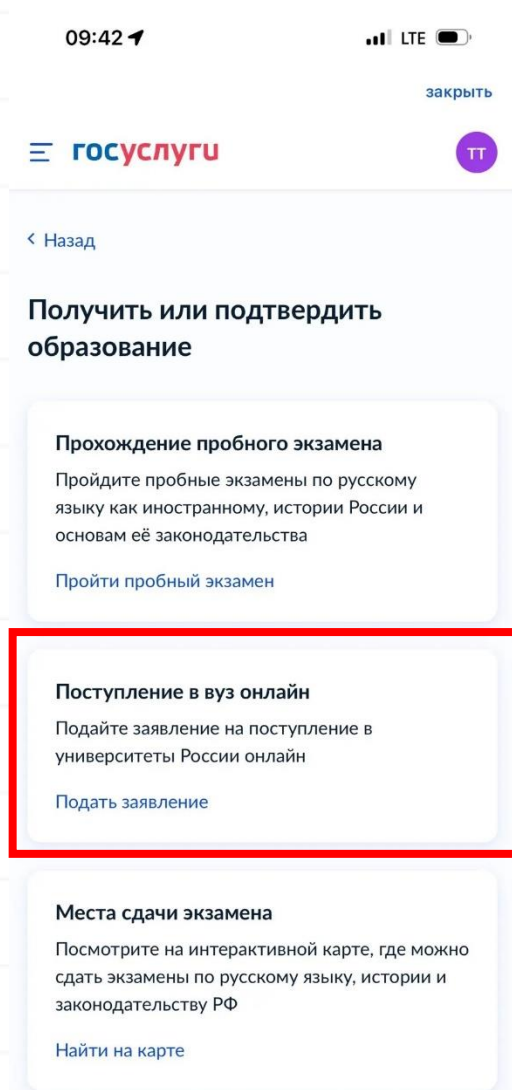 09:42
LTE
закрыть
госуслуги
ТТ
Назад
Получить или подтвердить
образование
Прохождение пробного экзамена
Пройдите пробные экзамены по русскому
языку как иностранному, истории России и
основам её законодательства
Пройти пробный экзамен
Поступление в вуз онлайн
Подайте заявление на поступление в
университеты России онлайн
Подать заявление
Места сдачи экзамена
Посмотрите на интерактивной карте, где можно
сдать экзамены по русскому языку, истории и
законодательству РФ
Найти на карте